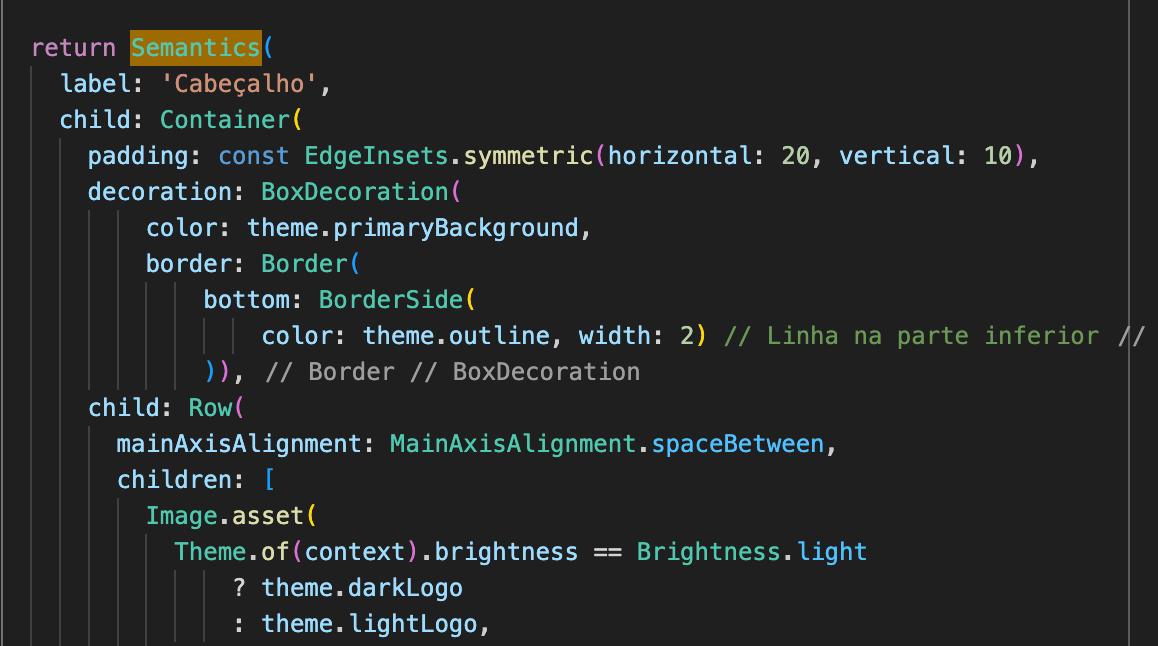 return Semantics(
label: 'Cabeçalho',
child: Container(
padding: const EdgeInsets.symmetric(horizontal: 20, vertical: 10),
decoration: BoxDecoration(
color: theme.primaryBackground,
border: Border(
bottom: BorderSide(
color: theme.outline, width: 2) // Linha na parte inferior //
)), // Border // BoxDecoration
child: Row(
mainAxisAlignment: MainAxisAlignment.spaceBetween,
children: [
Image.asset(
Theme.of(context).brightness == Brightness.light
? theme.darkLogo
: theme.lightLogo,